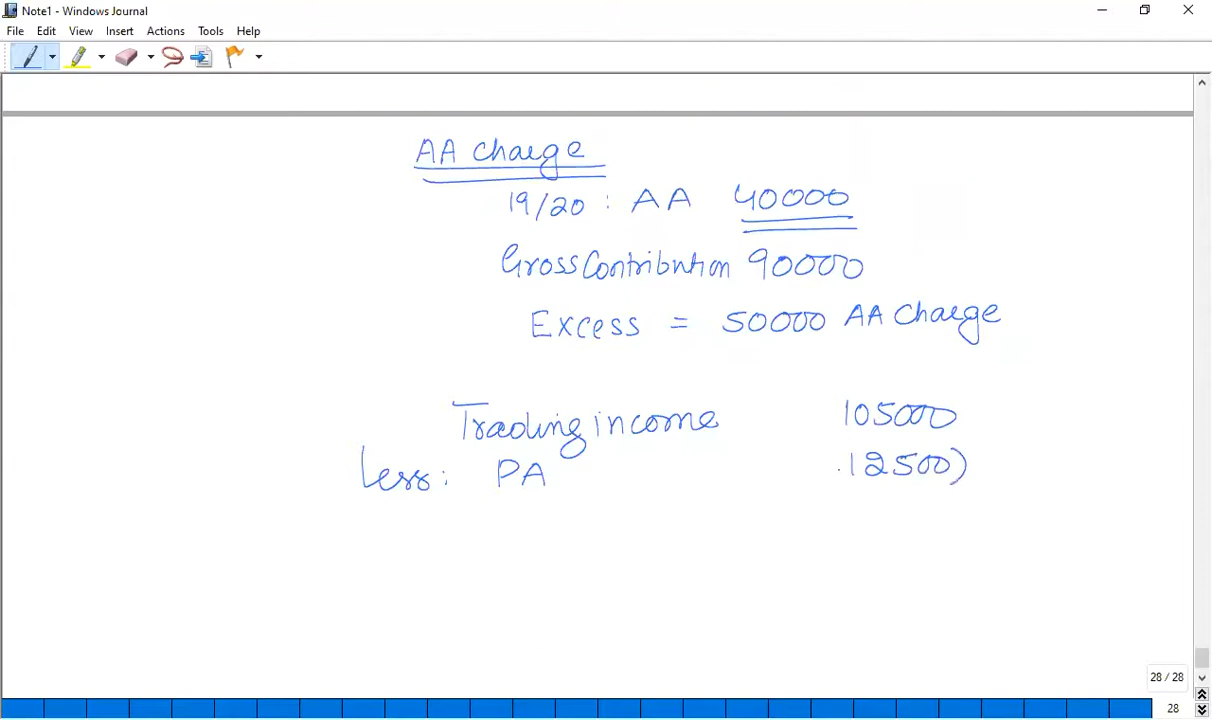 Note1 - Windows Journal
File Edit View Insert Actions Tools Help
AA Charge
19/20 : AA 40000
Gross Contribution 90000
Excess = 50000 AA Charge
Trading income 105000
less: PA 12500)
28 / 28
28